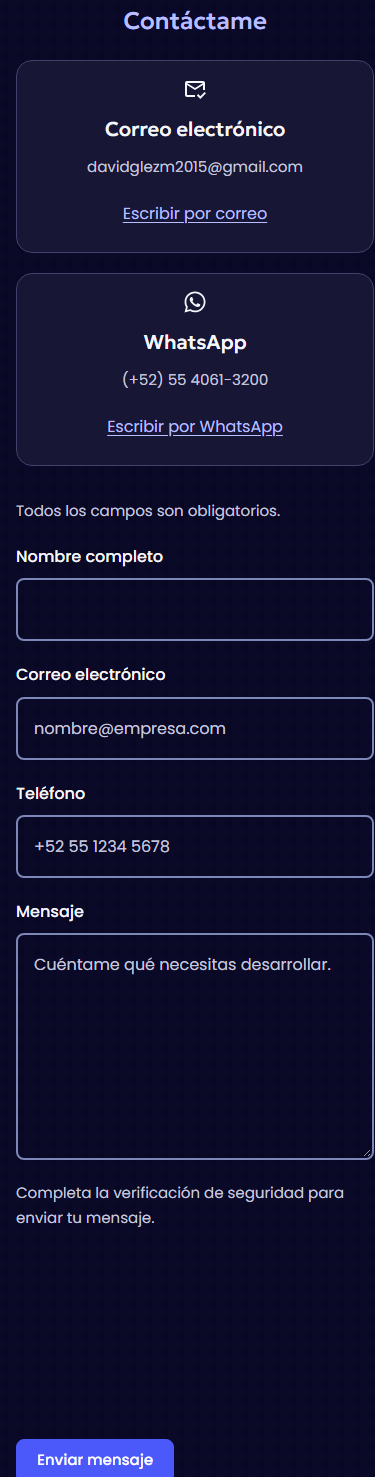 Contáctame
Correo electrónico
davidglezm2015@gmail.com
Escribir por correo
WhatsApp
(+52) 55 4061-3200
Escribir por WhatsApp
Todos los campos son obligatorios.
Nombre completo
Correo electrónico
nombre@empresa.com
Teléfono
+52 55 1234 5678
Mensaje
Cuéntame qué necesitas desarrollar.
Completa la verificación de seguridad para
enviar tu mensaje.
Enviar mensaje